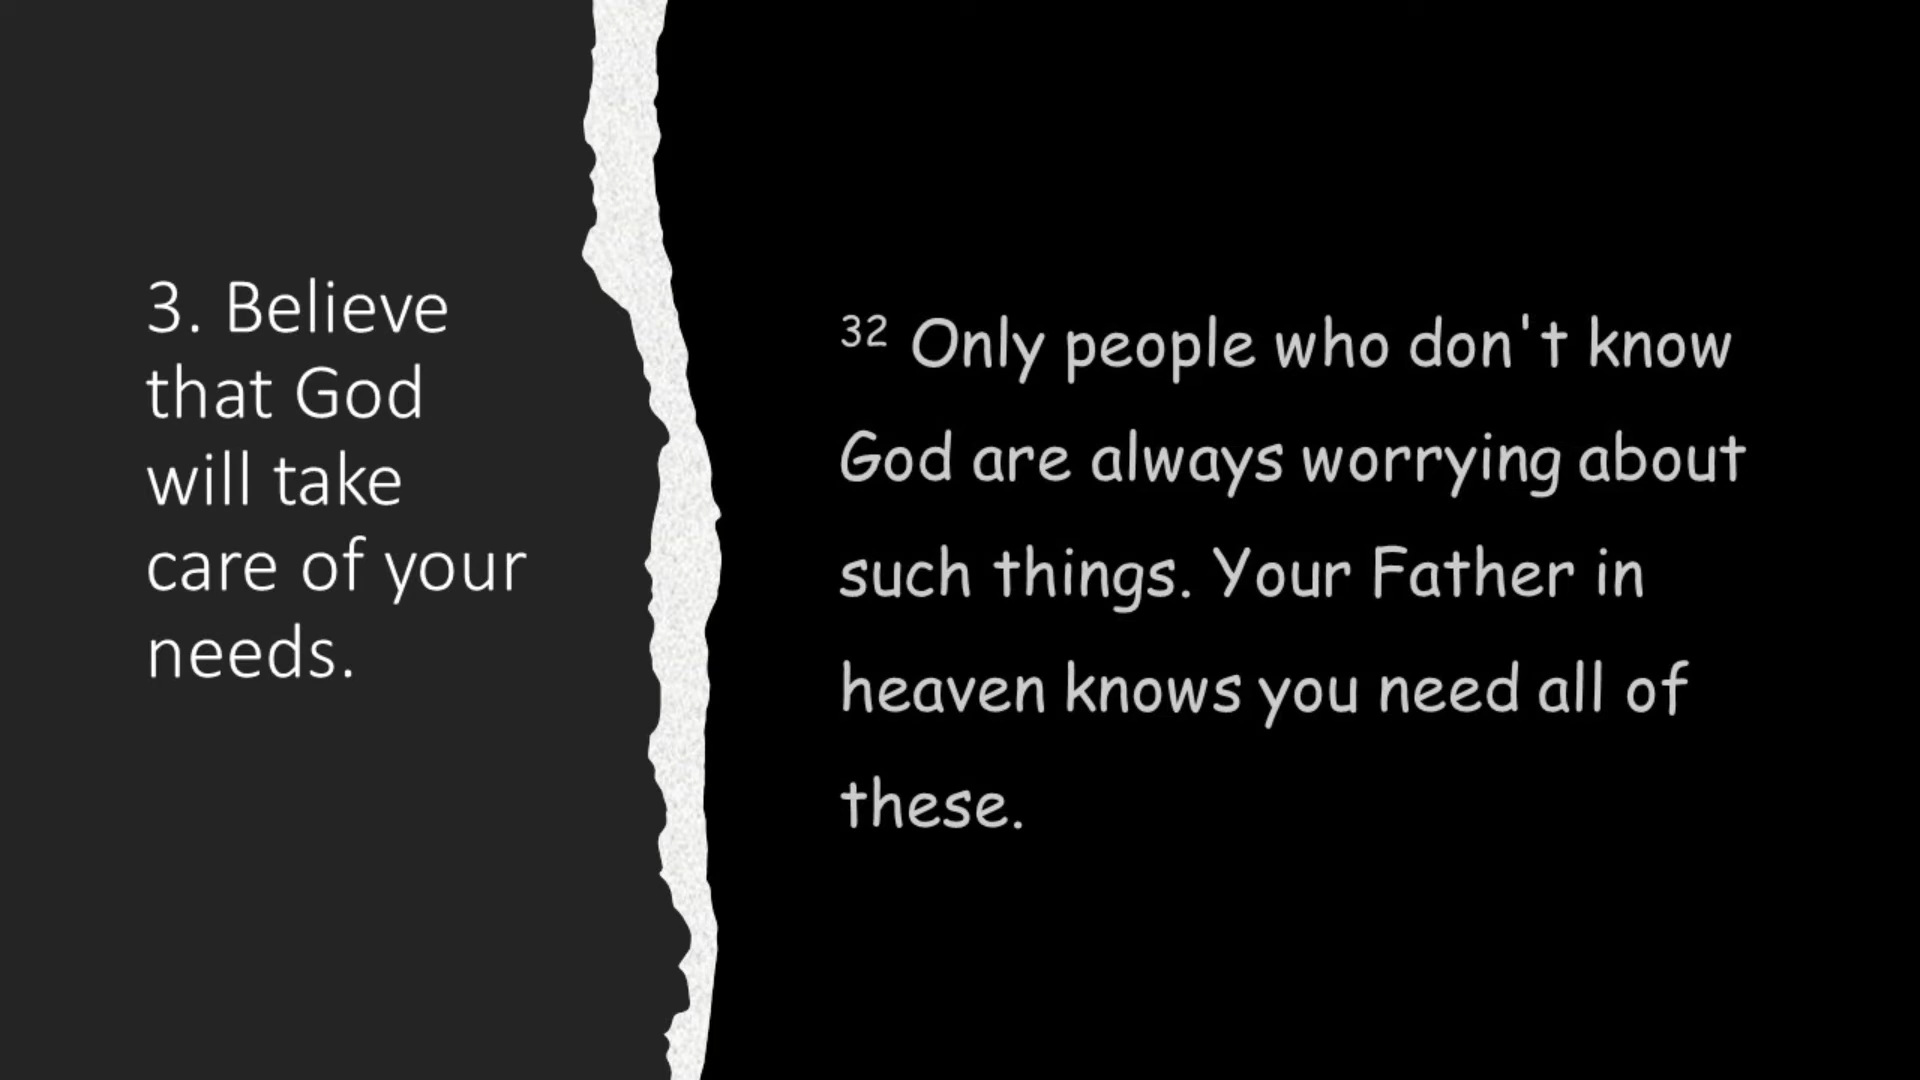 3. Believe
that God
will take
care of your
needs.
32 Only people who don't know
God are always worrying about
such things. Your Father in
heaven knows you need all of
these.